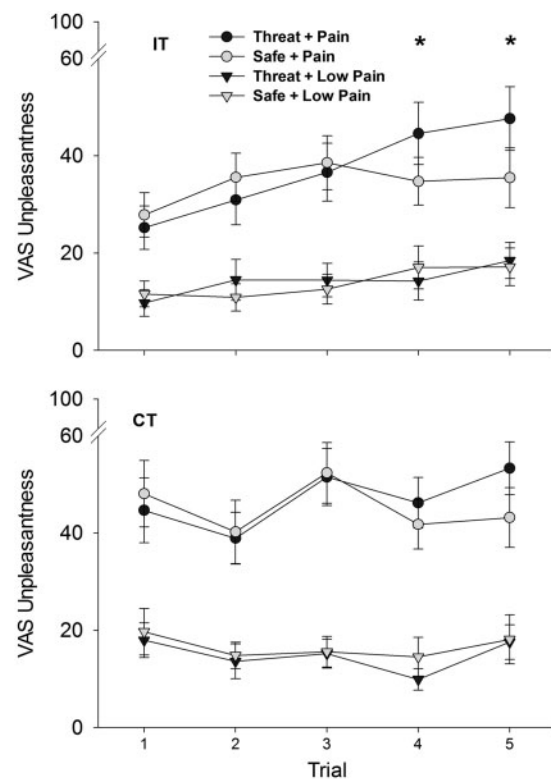 100
60
40
20
0
VAS Unpleasantness
IT
Threat + Pain
Safe + Pain
Threat + Low Pain
Safe + Low Pain
* *
100
60
40
20
0
VAS Unpleasantness
CT
1 2 3 4 5
Trial